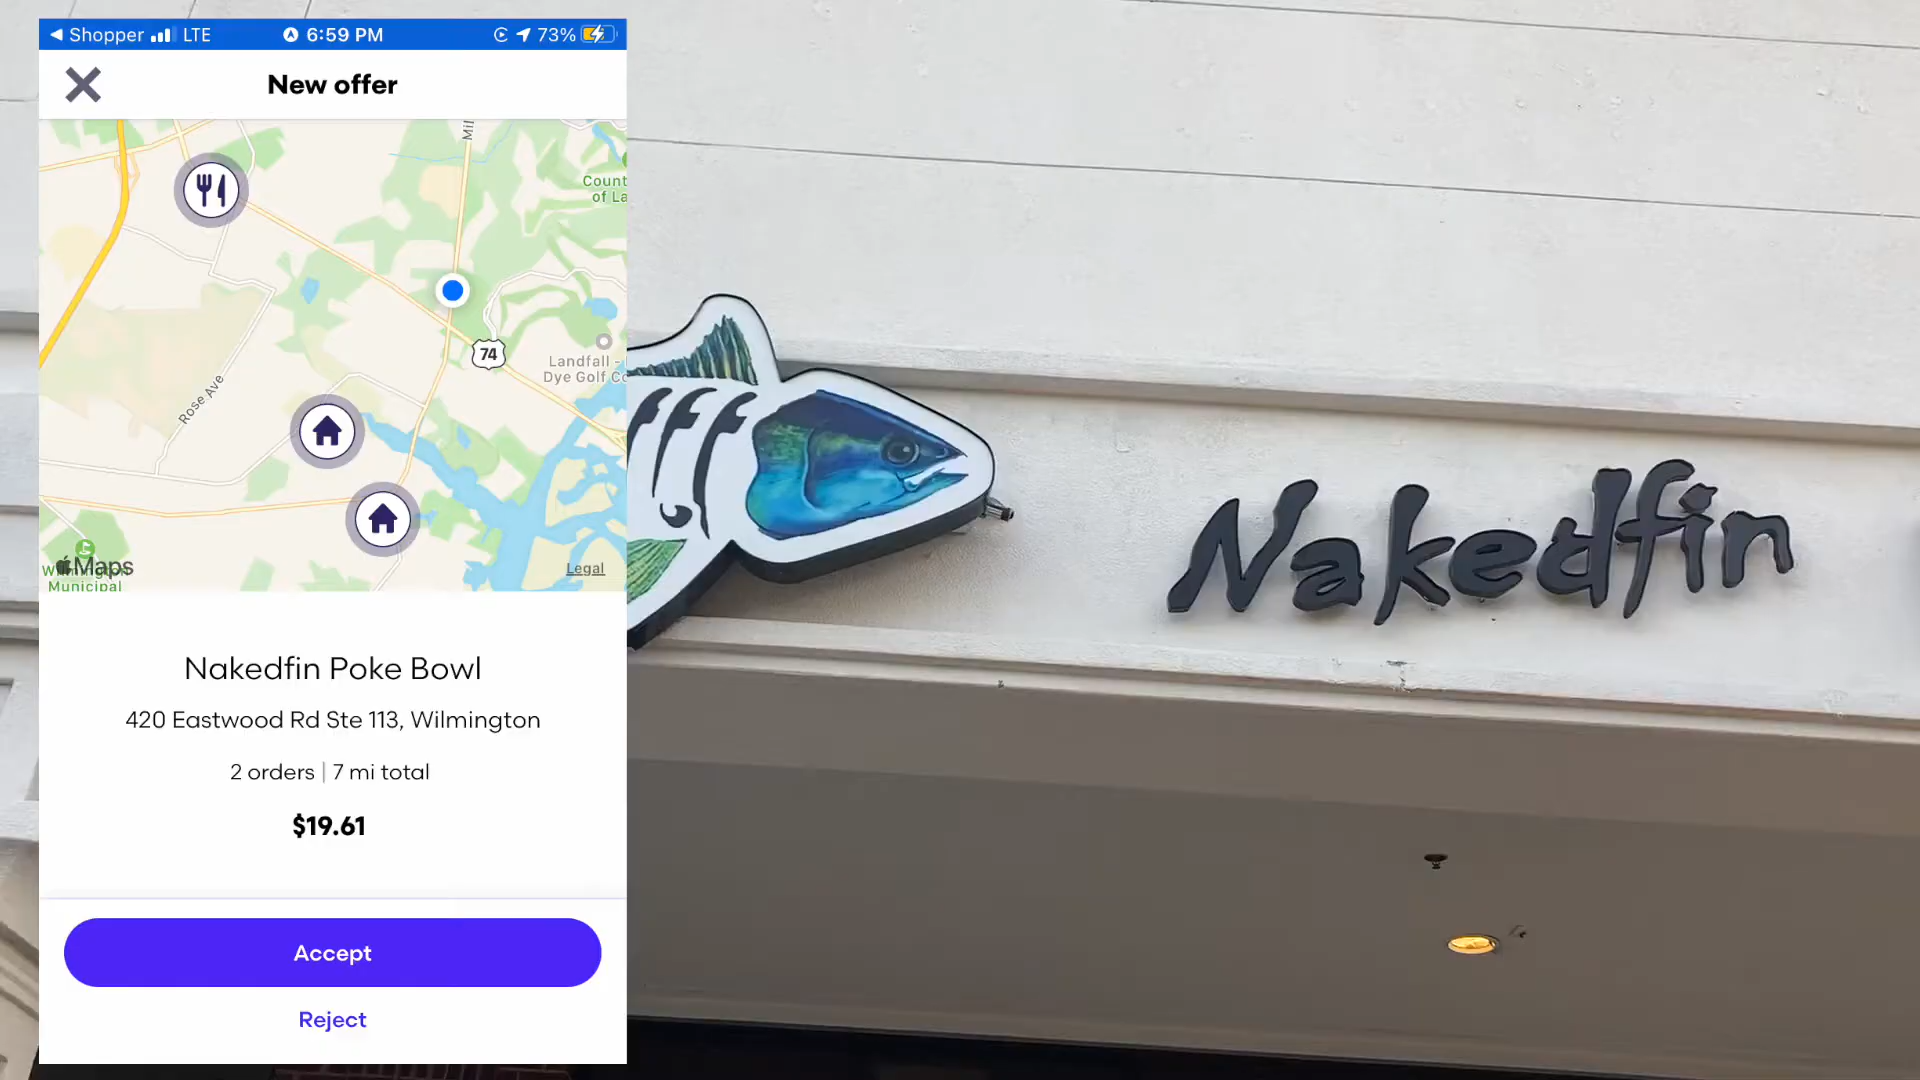 Shopper LTE 6:59 PM 73%
New offer
Mil
Count
of La
74
Landfall -
Dye Golf Co
Rose Ave
Maps
Municipal
Legal
Nakedfin Poke Bowl
420 Eastwood Rd Ste 113, Wilmington
2 orders | 7 mi total
$19.61
Accept
Reject
Nakedfin